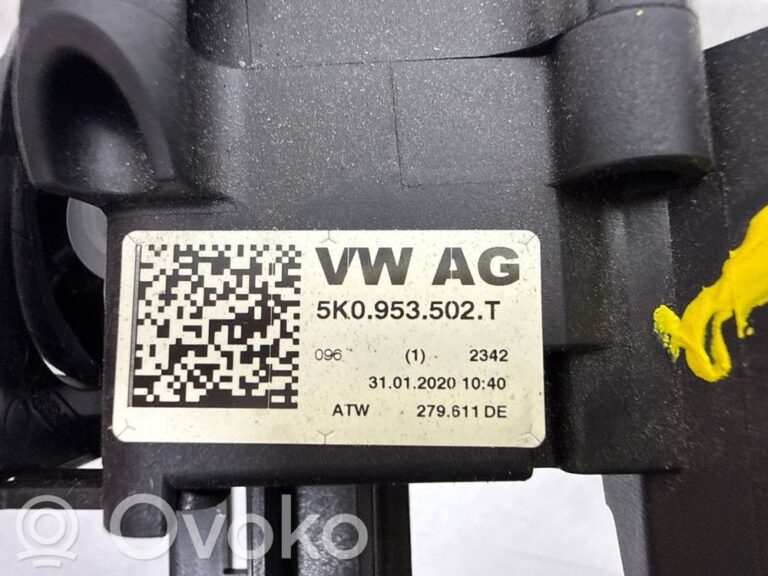 VW AG
5K0.953.502.T
096 (1) 2342
31.01.2020 10:40
ATW 279.611 DE
Ovoko